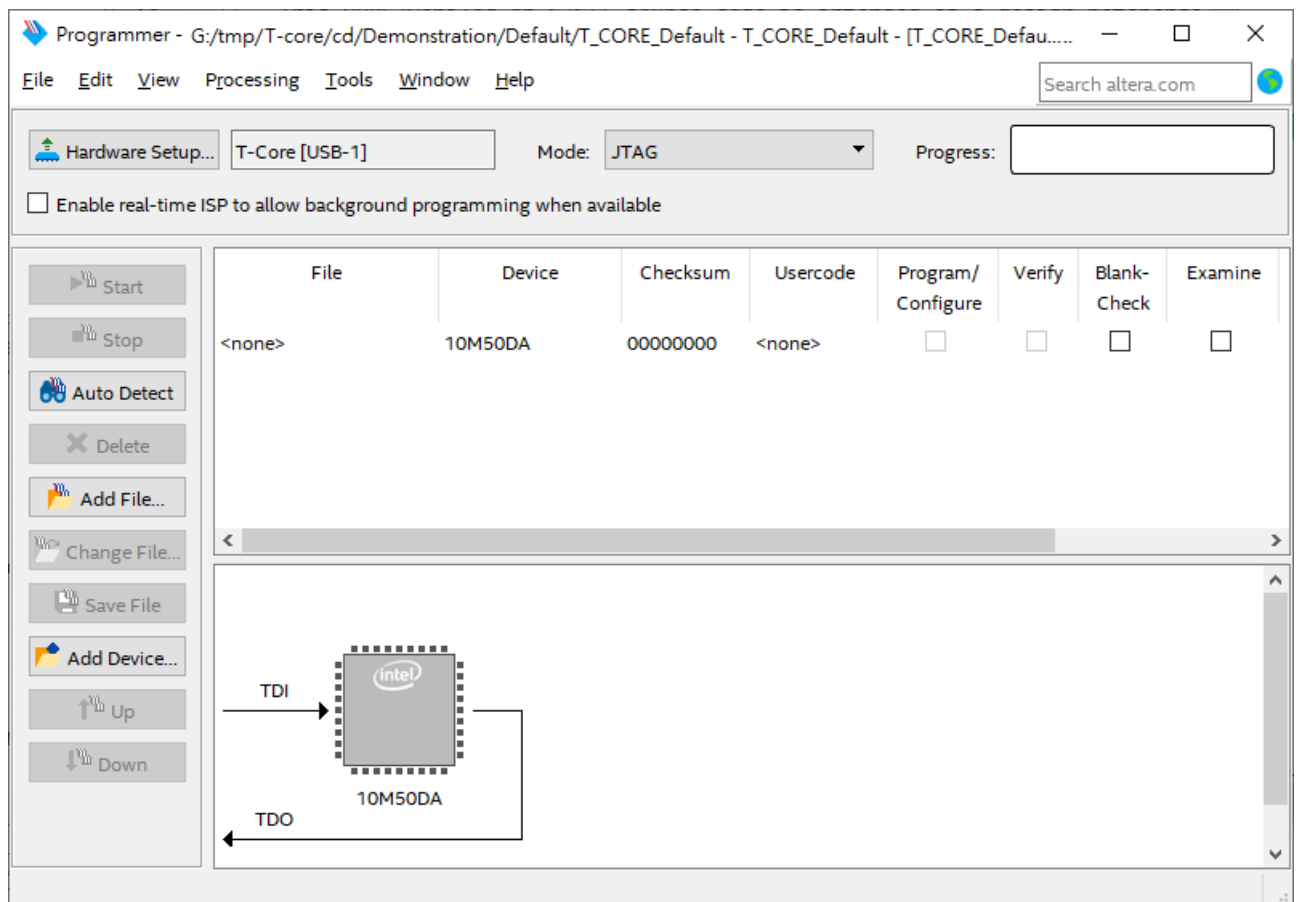 Programmer - G:/tmp/T-core/cd/Demonstration/Default/T_CORE_Default - T_CORE_Default - [T_CORE_Defau.....
File Edit View Processing Tools Window Help
Search altera.com
Hardware Setup... T-Core [USB-1] Mode: JTAG Progress:
Enable real-time ISP to allow background programming when available
Start
Stop
Auto Detect
Delete
Add File...
Change File...
Save File
Add Device...
Up
Down
File Device Checksum Usercode Program/ Verify Blank- Examine
Configure Check
<none> 10M50DA 00000000 <none>
intel
TDI
10M50DA
TDO